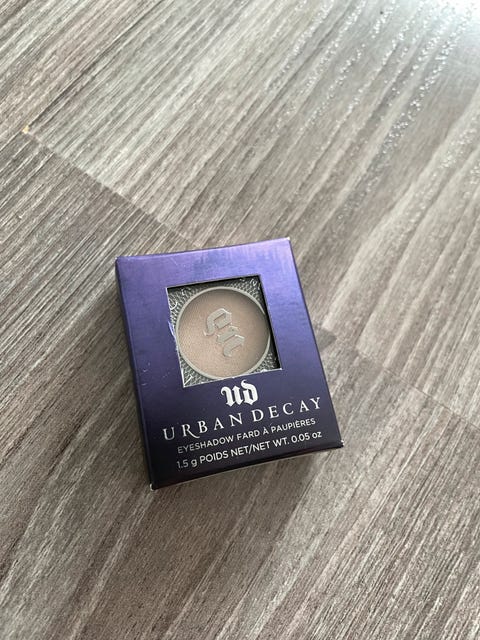 UD
URBAN DECAY
EYESHADOW FARD À PAUPIÈRES
1.5 g POIDS NET/NET WT. 0.05 oz